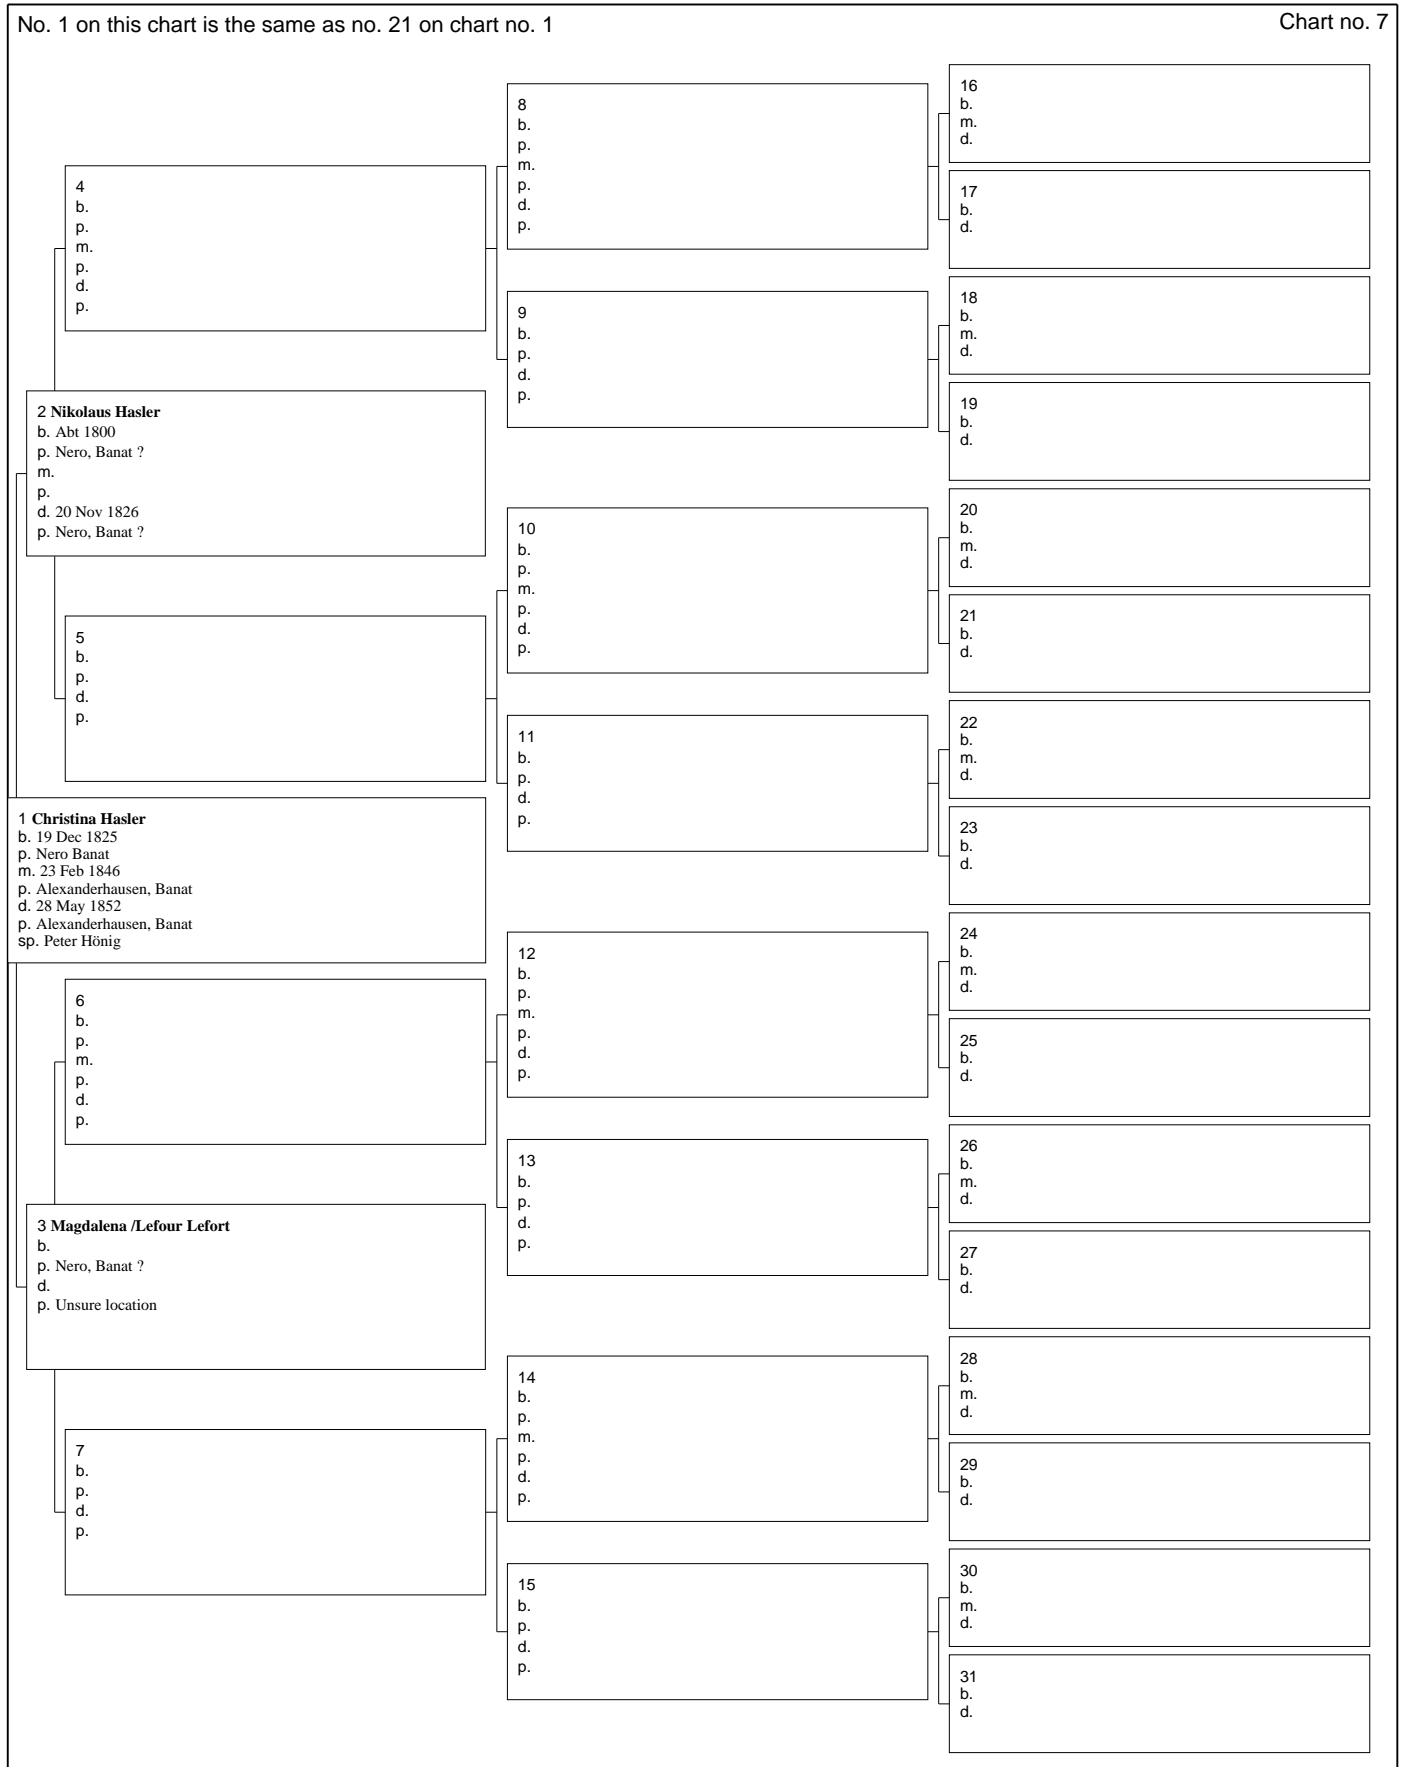 No. 1 on this chart is the same as no. 21 on chart no. 1
Chart no. 7
1 Christina Hasler
b. 19 Dec 1825
p. Nero Banat
m. 23 Feb 1846
p. Alexanderhausen, Banat
d. 28 May 1852
p. Alexanderhausen, Banat
sp. Peter Hönig
2 Nikolaus Hasler
b. Abt 1800
p. Nero, Banat ?
m.
p.
d. 20 Nov 1826
p. Nero, Banat ?
3 Magdalena /Lefour Lefort
b.
p. Nero, Banat ?
d.
p. Unsure location
4
b.
p.
m.
p.
d.
p.
5
b.
p.
d.
p.
6
b.
p.
m.
p.
d.
p.
7
b.
p.
d.
p.
8
b.
p.
m.
p.
d.
p.
9
b.
p.
d.
p.
10
b.
p.
m.
p.
d.
p.
11
b.
p.
d.
p.
12
b.
p.
m.
p.
d.
p.
13
b.
p.
d.
p.
14
b.
p.
m.
p.
d.
p.
15
b.
p.
d.
p.
16
b.
m.
d.
17
b.
d.
18
b.
m.
d.
19
b.
d.
20
b.
m.
d.
21
b.
d.
22
b.
m.
d.
23
b.
d.
24
b.
m.
d.
25
b.
d.
26
b.
m.
d.
27
b.
d.
28
b.
m.
d.
29
b.
d.
30
b.
m.
d.
31
b.
d.